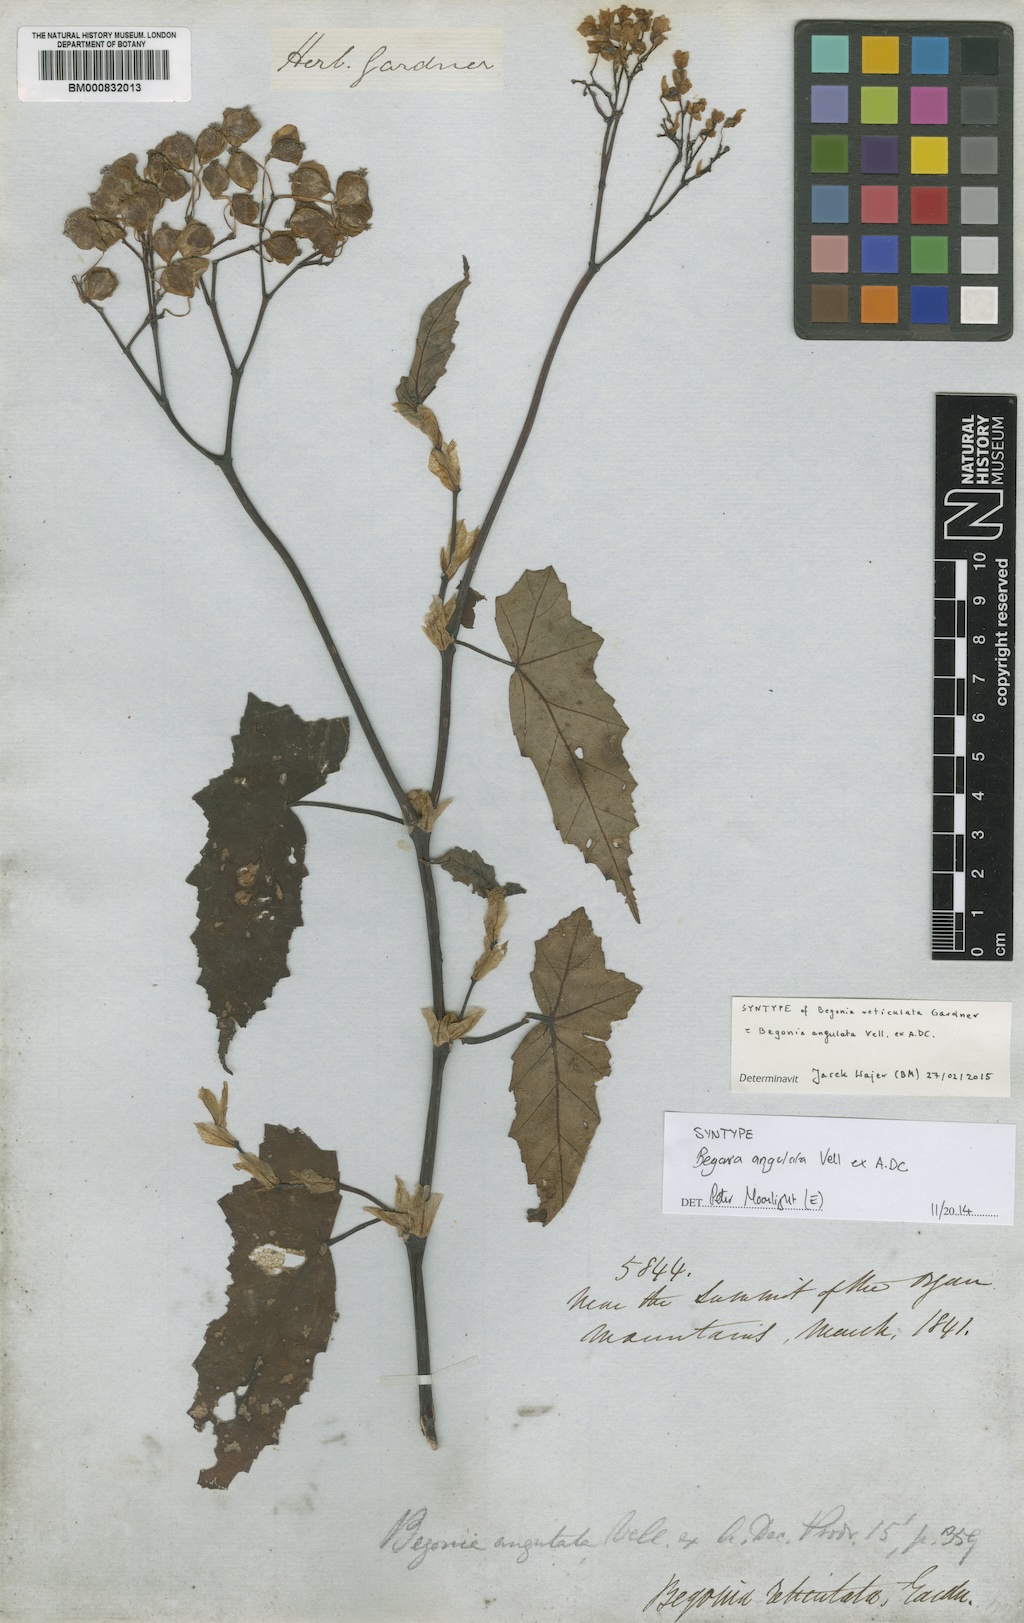 THE NATURAL HISTORY MUSEUM, LONDON
DEPARTMENT OF BOTANY
BM000832013
Herb. Gardner
NATURAL
HISTORY
MUSEUM
copyright reserved
10
9
8
7
6
5
4
3
2
1
0
cm
SYNTYPE of Begonia reticulata Gardner
= Begonia angulata Vell. ex A.DC.
Determinavit Jacek Wajer (BM) 27/02/2015
SYNTYPE
Begonia angulata Vell ex A.DC.
DET. Peter Moonlight (E)
11/2014
5844.
Near the summit of the Organ
Mountains, March, 1841.
Begonia angulata Vell. ex A. Dec. Prodr. 15¹, p. 359
Begonia reticulata, Gardn.